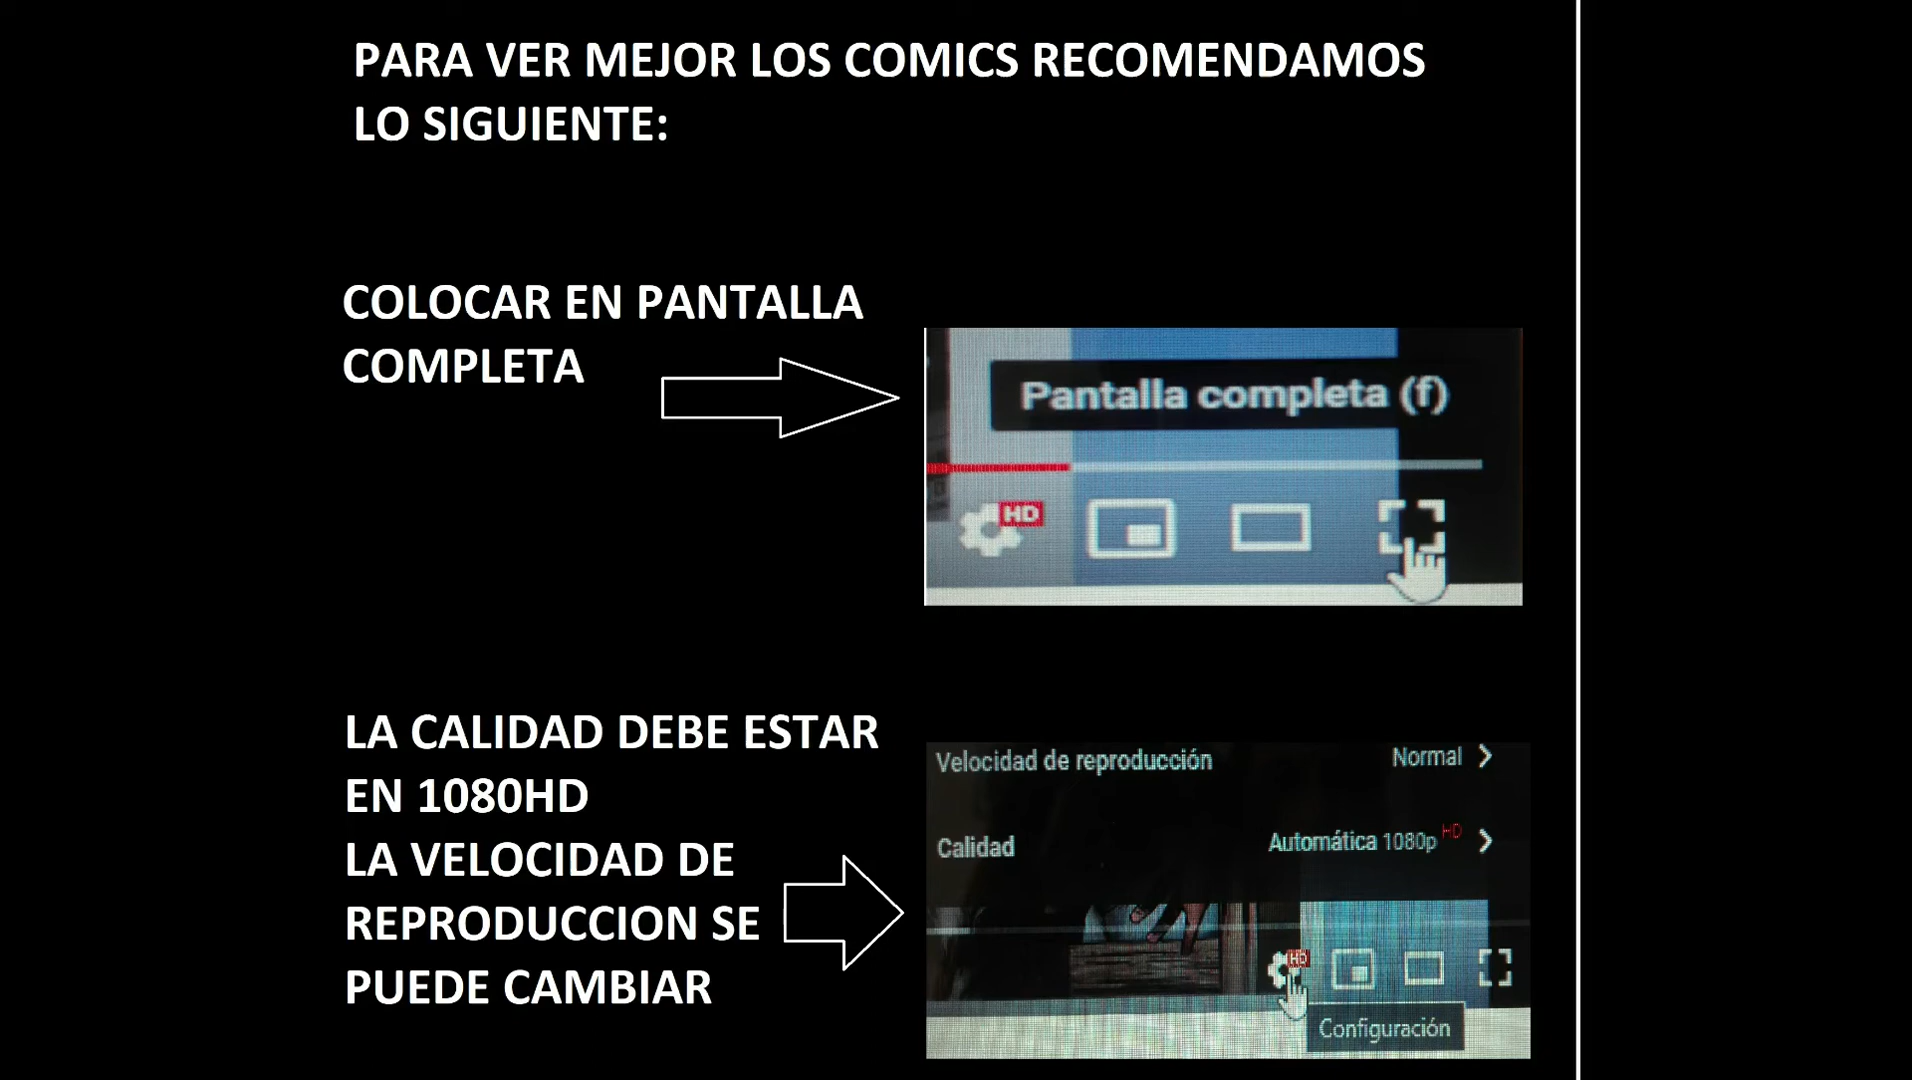 PARA VER MEJOR LOS COMICS RECOMENDAMOS
LO SIGUIENTE:
COLOCAR EN PANTALLA
COMPLETA
Pantalla completa (f)
HD
LA CALIDAD DEBE ESTAR
EN 1080HD
LA VELOCIDAD DE
REPRODUCCION SE
PUEDE CAMBIAR
Velocidad de reproducción Normal
Calidad Automática 1080p HD
HD
Configuración